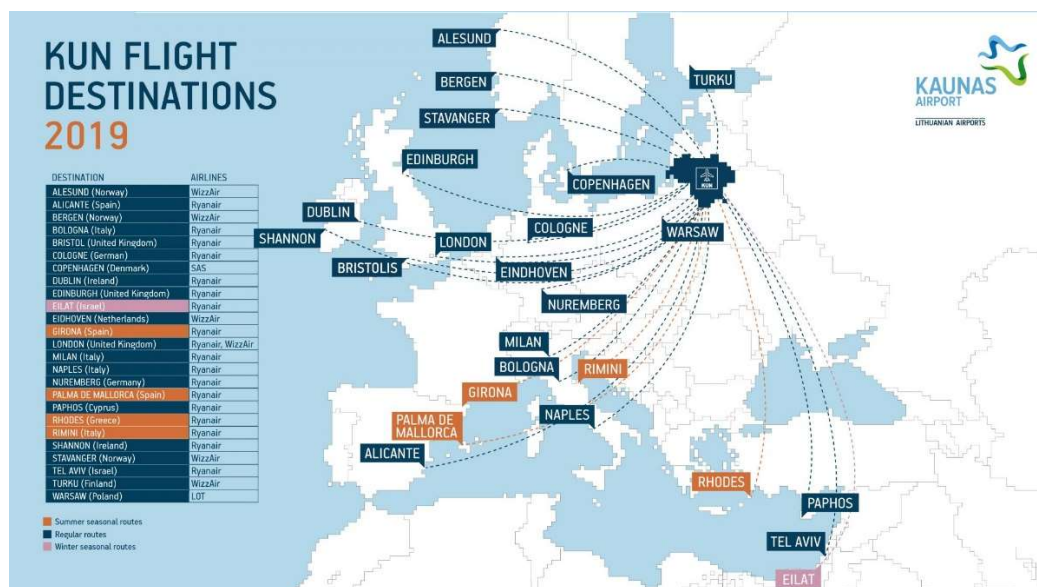 KUN FLIGHT
DESTINATIONS
2019
DESTINATION AIRLINES
ALESUND (Norway) WizzAir
ALICANTE (Spain) Ryanair
BERGEN (Norway) WizzAir
BOLOGNA (Italy) Ryanair
BRISTOL (United Kingdom) Ryanair
COLOGNE (German) Ryanair
COPENHAGEN (Denmark) SAS
DUBLIN (Ireland) Ryanair
EDINBURGH (United Kingdom) Ryanair
EILAT (Israel) Ryanair
EIDHOVEN (Netherlands) WizzAir
GIRONA (Spain) Ryanair
LONDON (United Kingdom) Ryanair, WizzAir
MILAN (Italy) Ryanair
NAPLES (Italy) Ryanair
NUREMBERG (Germany) Ryanair
PALMA DE MALLORCA (Spain) Ryanair
PAPHOS (Cyprus) Ryanair
RHODES (Greece) Ryanair
RIMINI (Italy) Ryanair
SHANNON (Ireland) Ryanair
STAVANGER (Norway) WizzAir
TEL AVIV (Israel) Ryanair
TURKU (Finland) WizzAir
WARSAW (Poland) LOT
Summer seasonal routes
Regular routes
Winter seasonal routes
ALESUND
BERGEN
TURKU
STAVANGER
EDINBURGH
COPENHAGEN
KUN
DUBLIN
COLOGNE
WARSAW
SHANNON
LONDON
BRISTOLIS
EINDHOVEN
NUREMBERG
MILAN
BOLOGNA
RIMINI
GIRONA
PALMA DE
MALLORCA
NAPLES
ALICANTE
RHODES
PAPHOS
TEL AVIV
EILAT
KAUNAS
AIRPORT
LITHUANIAN AIRPORTS